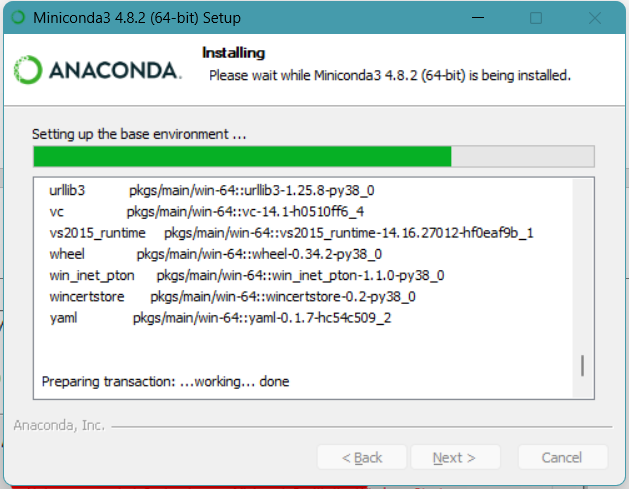 Miniconda3 4.8.2 (64-bit) Setup
ANACONDA.
Installing
Please wait while Miniconda3 4.8.2 (64-bit) is being installed.
Setting up the base environment ...
urllib3 pkgs/main/win-64::urllib3-1.25.8-py38_0
vc pkgs/main/win-64::vc-14.1-h0510ff6_4
vs2015_runtime pkgs/main/win-64::vs2015_runtime-14.16.27012-hf0eaf9b_1
wheel pkgs/main/win-64::wheel-0.34.2-py38_0
win_inet_pton pkgs/main/win-64::win_inet_pton-1.1.0-py38_0
wincertstore pkgs/main/win-64::wincertstore-0.2-py38_0
yaml pkgs/main/win-64::yaml-0.1.7-hc54c509_2
Preparing transaction: ...working... done
Anaconda, Inc.
< Back Next > Cancel